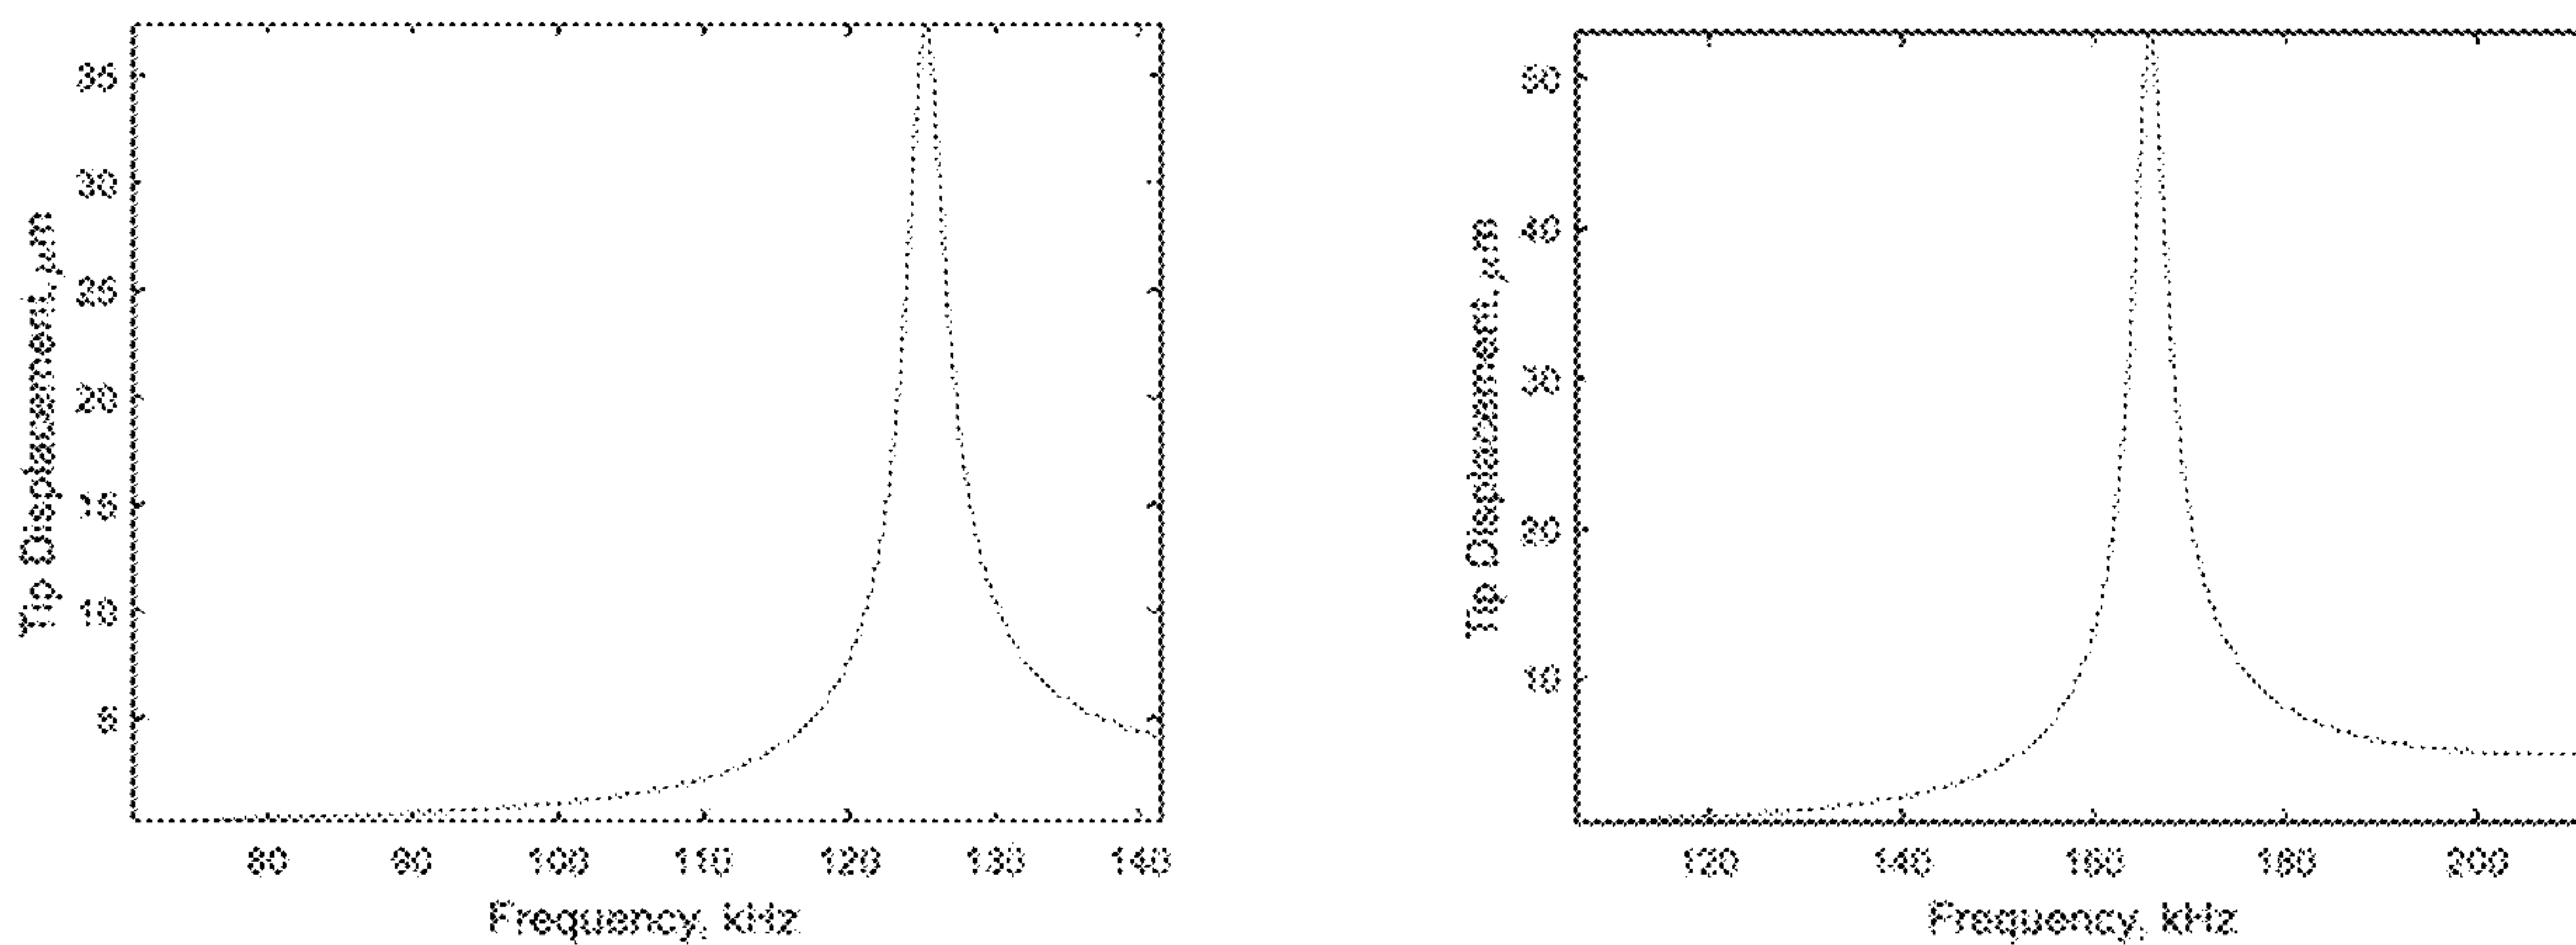 Tip Displacement, μm
35
30
25
20
15
10
5
80 90 100 110 120 130 140
Frequency, kHz
Tip Displacement, μm
50
40
30
20
10
120 140 160 180 200
Frequency, kHz